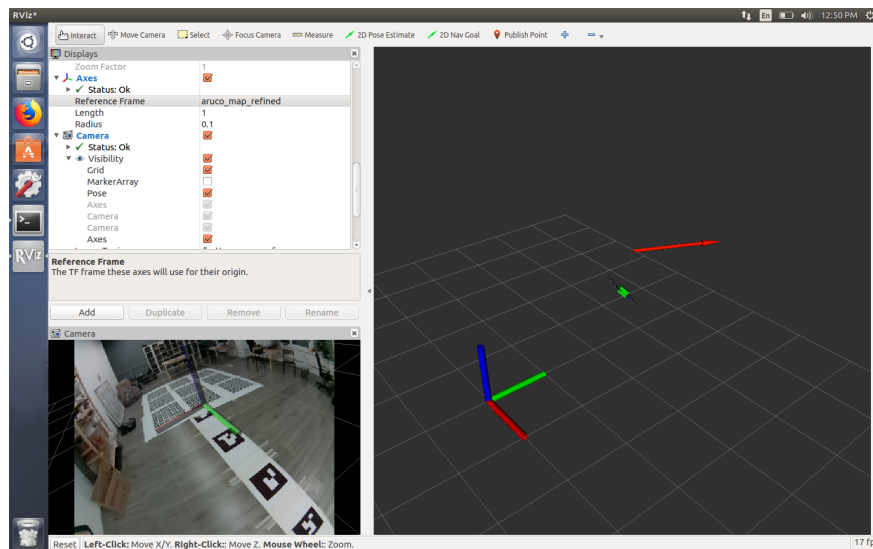 RViz*
En 12:50 PM
Interact Move Camera Select Focus Camera Measure 2D Pose Estimate 2D Nav Goal Publish Point
Displays
Zoom Factor 1
Axes
Status: Ok
Reference Frame aruco_map_refined
Length 1
Radius 0.1
Camera
Status: Ok
Visibility
Grid
MarkerArray
Pose
Axes
Camera
Camera
Axes
Reference Frame
The TF frame these axes will use for their origin.
Add Duplicate Remove Rename
Camera
RViz
Reset Left-Click: Move X/Y. Right-Click:: Move Z. Mouse Wheel:: Zoom. 17 fp